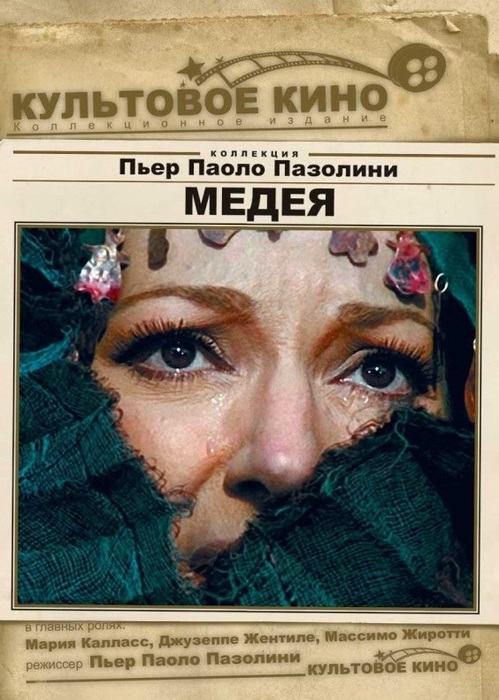 КУЛЬТОВОЕ КИНО
Коллекционное издание
КОЛЛЕКЦИЯ
Пьер Паоло Пазолини
МЕДЕЯ
в главных ролях:
Мария Калласс, Джузеппе Жентиле, Массимо Жиротти
режиссер Пьер Паоло Пазолини
КУЛЬТОВОЕ КИНО